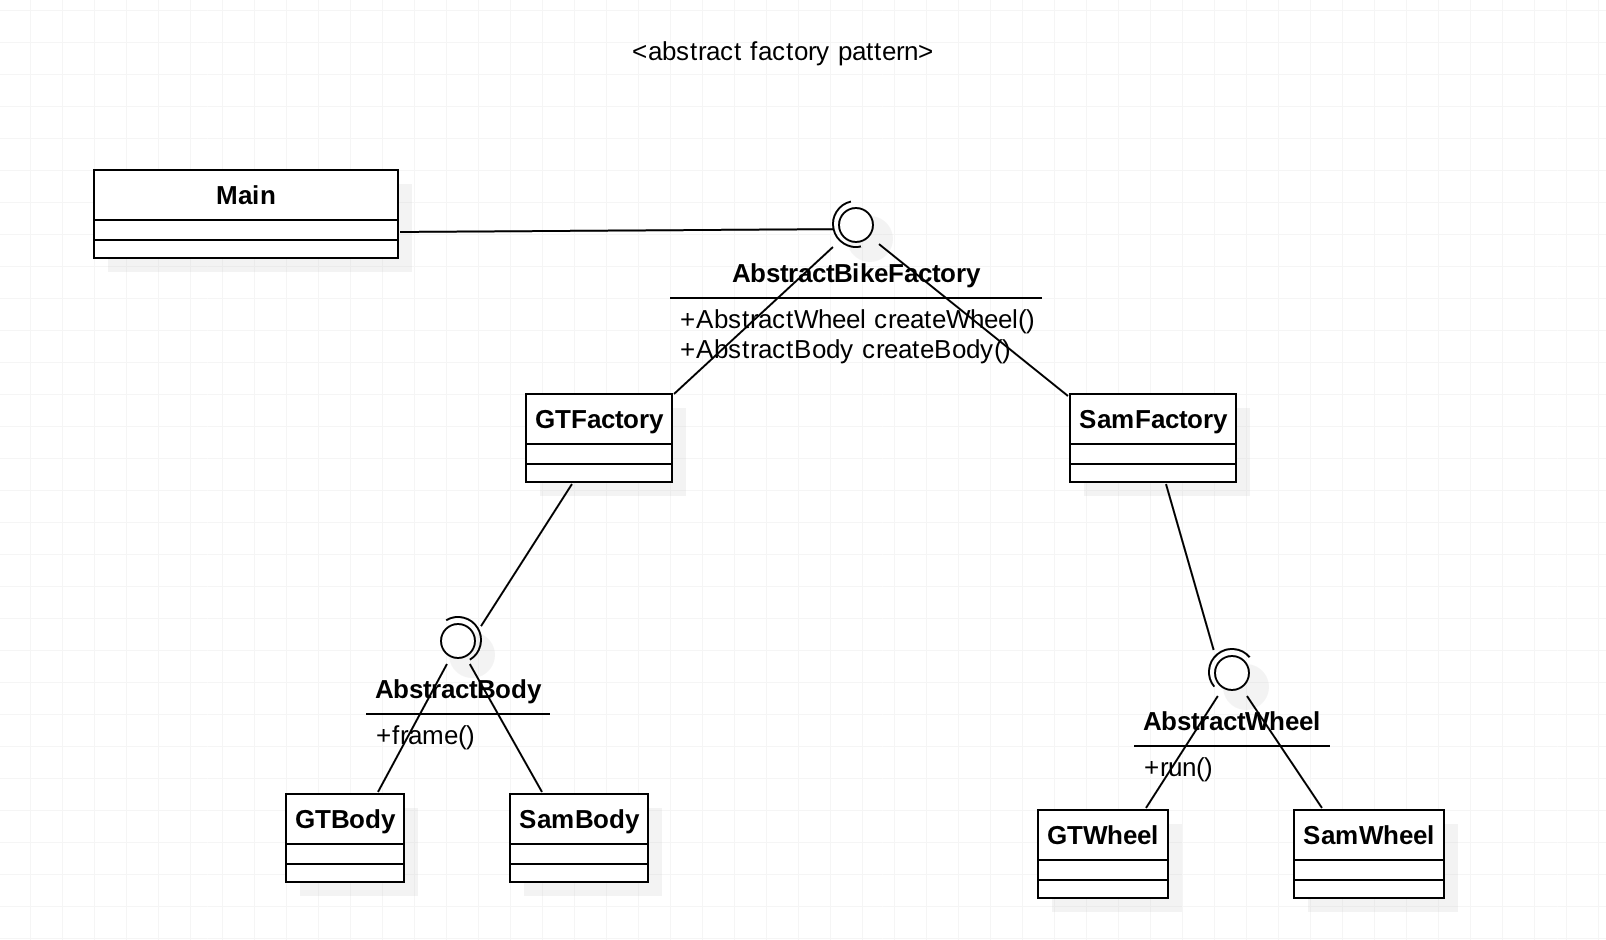 <abstract factory pattern>
Main
AbstractBikeFactory
+AbstractWheel createWheel()
+AbstractBody createBody()
GTFactory
SamFactory
AbstractBody
+frame()
AbstractWheel
+run()
GTBody
SamBody
GTWheel
SamWheel